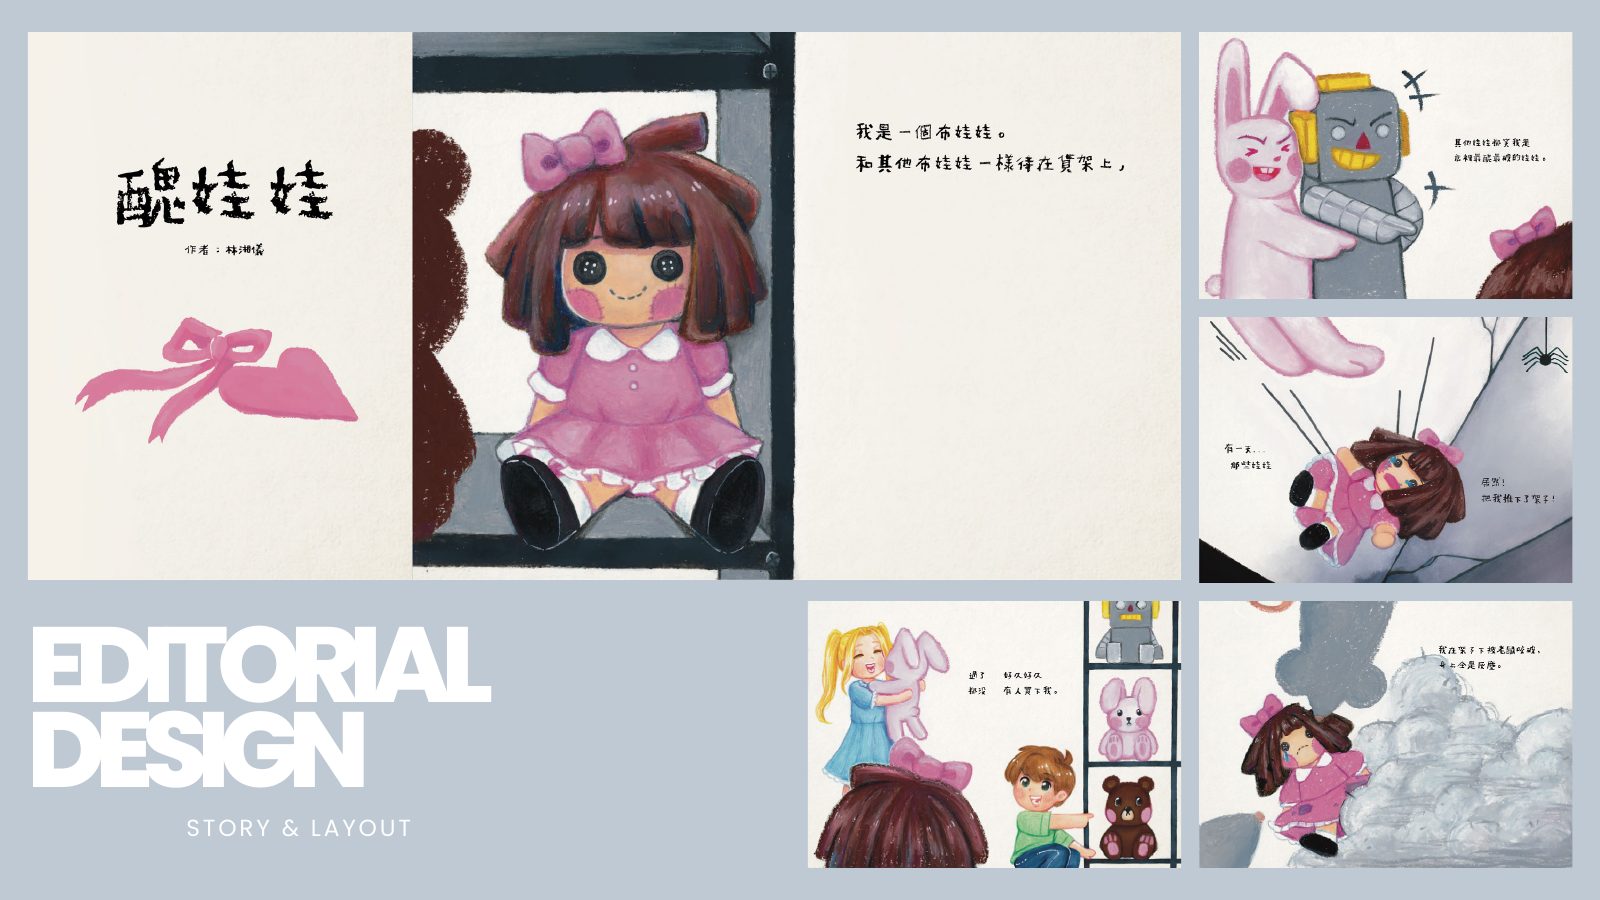 醜娃娃
作者：林湘儀
我是一個布娃娃。
和其他布娃娃一樣待在貨架上，
其他娃娃都笑我是
這裡最醜最破的娃娃。
有一天...
那些娃娃
居然！
把我推下了架子！
過了 好久好久
都沒 有人買下我。
我在架子下被老鼠咬破、
身上全是灰塵。
EDITORIAL
DESIGN
STORY & LAYOUT